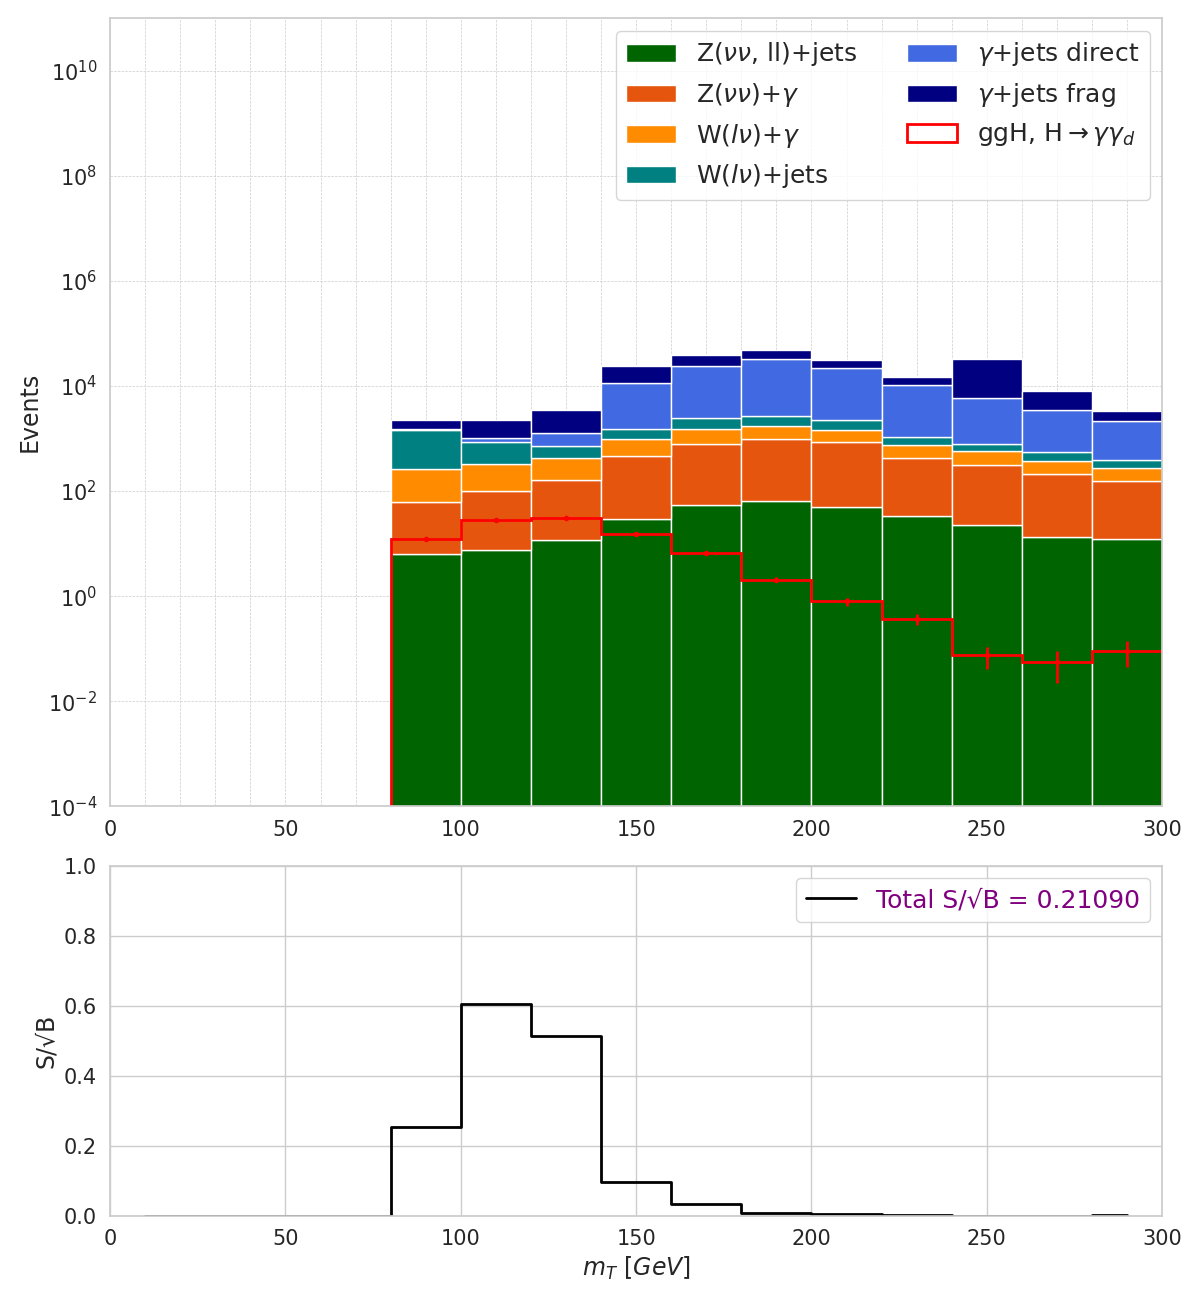 Z(νν, ll)+jets
Z(νν)+γ
W(lν)+γ
W(lν)+jets
γ+jets direct
γ+jets frag
ggH, H→γγ_d
Events
10^10
10^8
10^6
10^4
10^2
10^0
10^−2
10^−4
0 50 100 150 200 250 300
Total S/√B = 0.21090
S/√B
1.0
0.8
0.6
0.4
0.2
0.0
0 50 100 150 200 250 300
m_T [GeV]